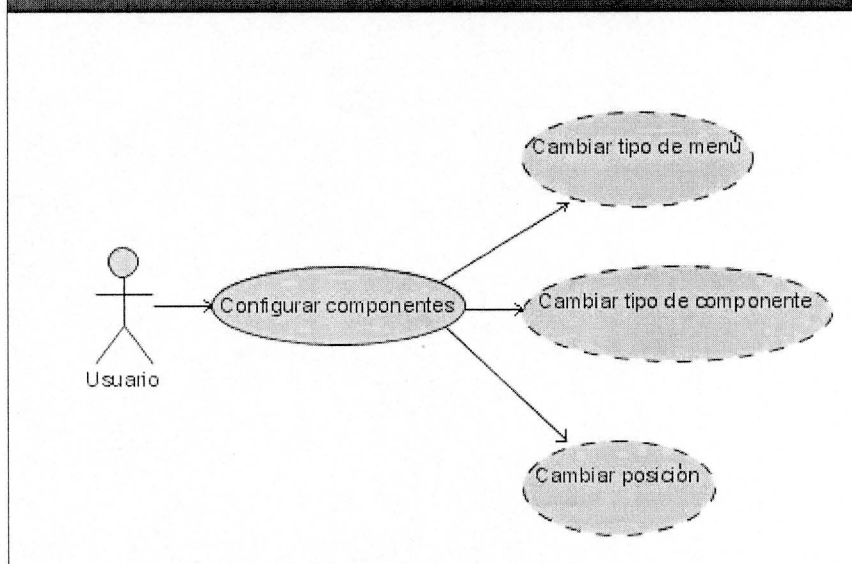 Cambiar tipo de menú
Configurar componentes
Cambiar tipo de componente
Usuario
Cambiar posición